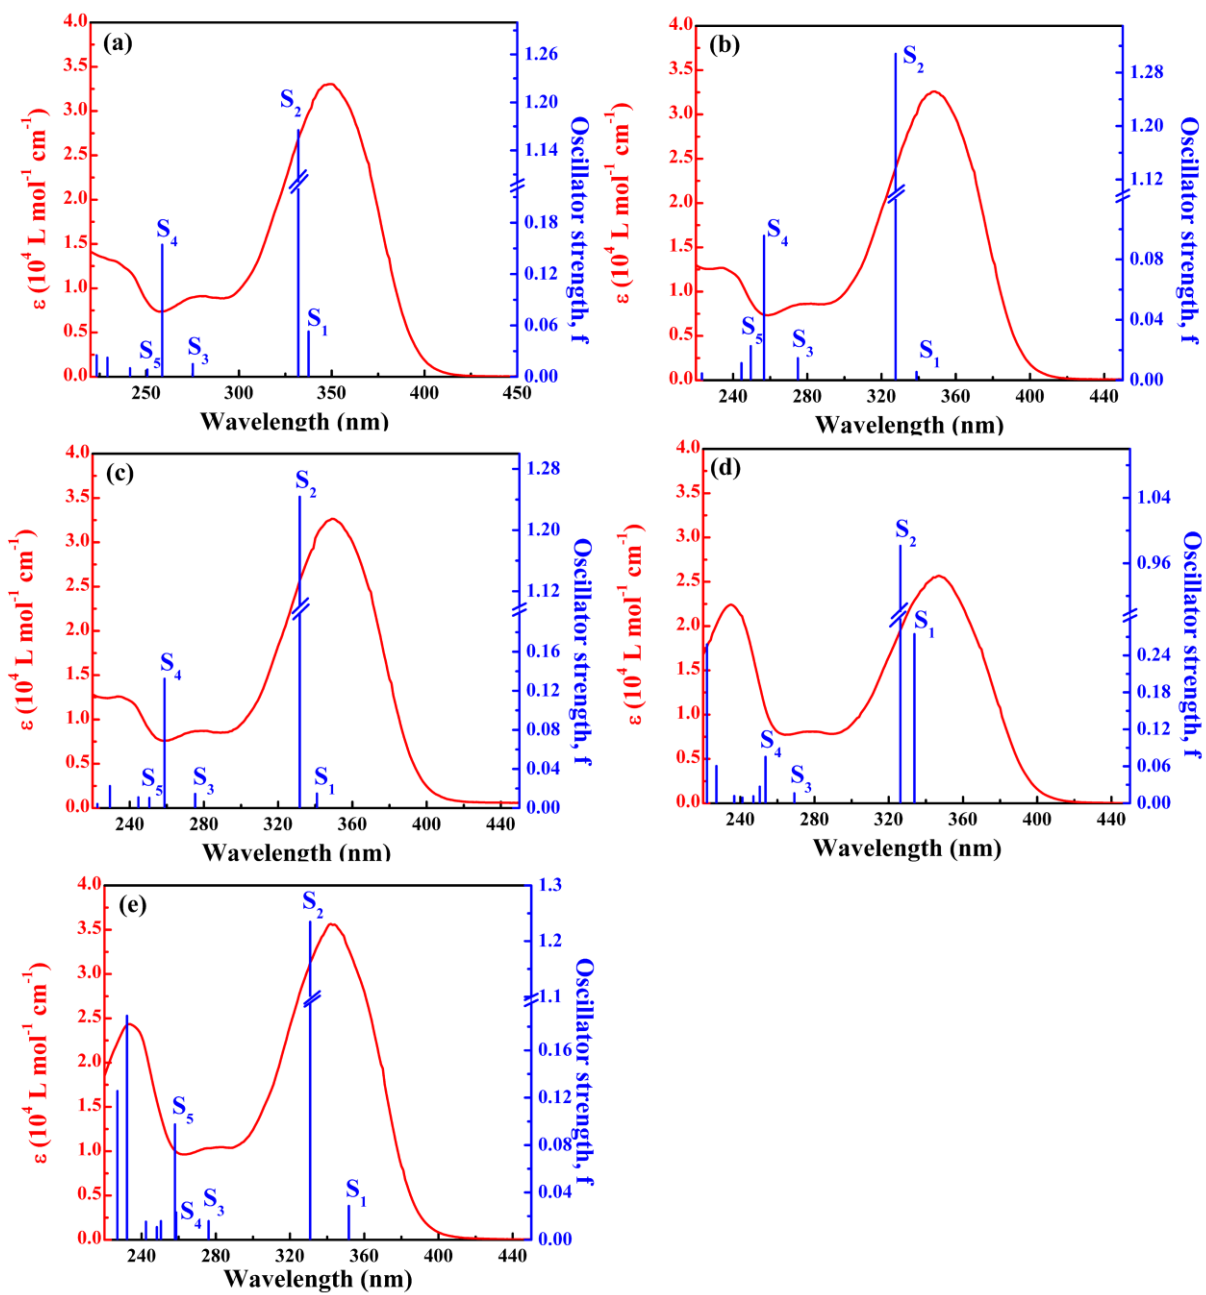 (a)
4.0
3.5
3.0
2.5
2.0
1.5
1.0
0.5
0.0
ε (10⁴ L mol⁻¹ cm⁻¹)
S₂
S₄
S₁
S₅
S₃
1.26
1.20
1.14
0.18
0.12
0.06
0.00
Oscillator strength, f
250 300 350 400 450
Wavelength (nm)
(b)
4.0
3.5
3.0
2.5
2.0
1.5
1.0
0.5
0.0
ε (10⁴ L mol⁻¹ cm⁻¹)
S₂
S₄
S₅
S₃
S₁
1.28
1.20
1.12
0.08
0.04
0.00
Oscillator strength, f
240 280 320 360 400 440
Wavelength (nm)
(c)
4.0
3.5
3.0
2.5
2.0
1.5
1.0
0.5
0.0
ε (10⁴ L mol⁻¹ cm⁻¹)
S₂
S₄
S₅
S₃
S₁
1.28
1.20
1.12
0.16
0.12
0.08
0.04
0.00
Oscillator strength, f
240 280 320 360 400 440
Wavelength (nm)
(d)
4.0
3.5
3.0
2.5
2.0
1.5
1.0
0.5
0.0
ε (10⁴ L mol⁻¹ cm⁻¹)
S₂
S₁
S₄
S₃
1.04
0.96
0.24
0.18
0.12
0.06
0.00
Oscillator strength, f
240 280 320 360 400 440
Wavelength (nm)
(e)
4.0
3.5
3.0
2.5
2.0
1.5
1.0
0.5
0.0
ε (10⁴ L mol⁻¹ cm⁻¹)
S₂
S₅
S₄
S₃
S₁
1.3
1.2
1.1
0.16
0.12
0.08
0.04
0.00
Oscillator strength, f
240 280 320 360 400 440
Wavelength (nm)